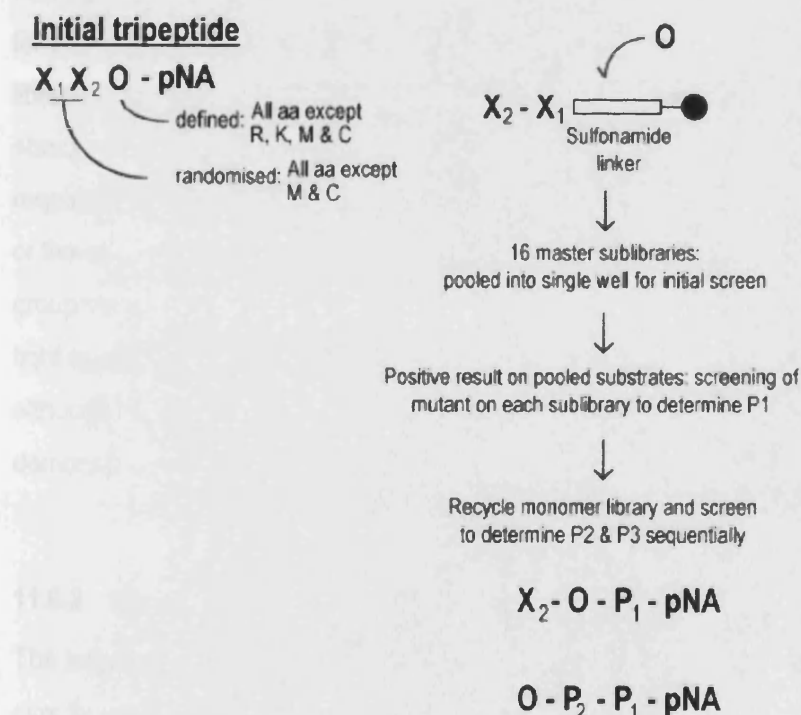 Initial tripeptide
X₁ X₂ O - pNA
defined: All aa except
R, K, M & C
randomised: All aa except
M & C
O
X₂ - X₁
Sulfonamide
linker
16 master sublibraries:
pooled into single well for initial screen
Positive result on pooled substrates: screening of
mutant on each sublibrary to determine P1
Recycle monomer library and screen
to determine P2 & P3 sequentially
X₂ - O - P₁ - pNA
O - P₂ - P₁ - pNA